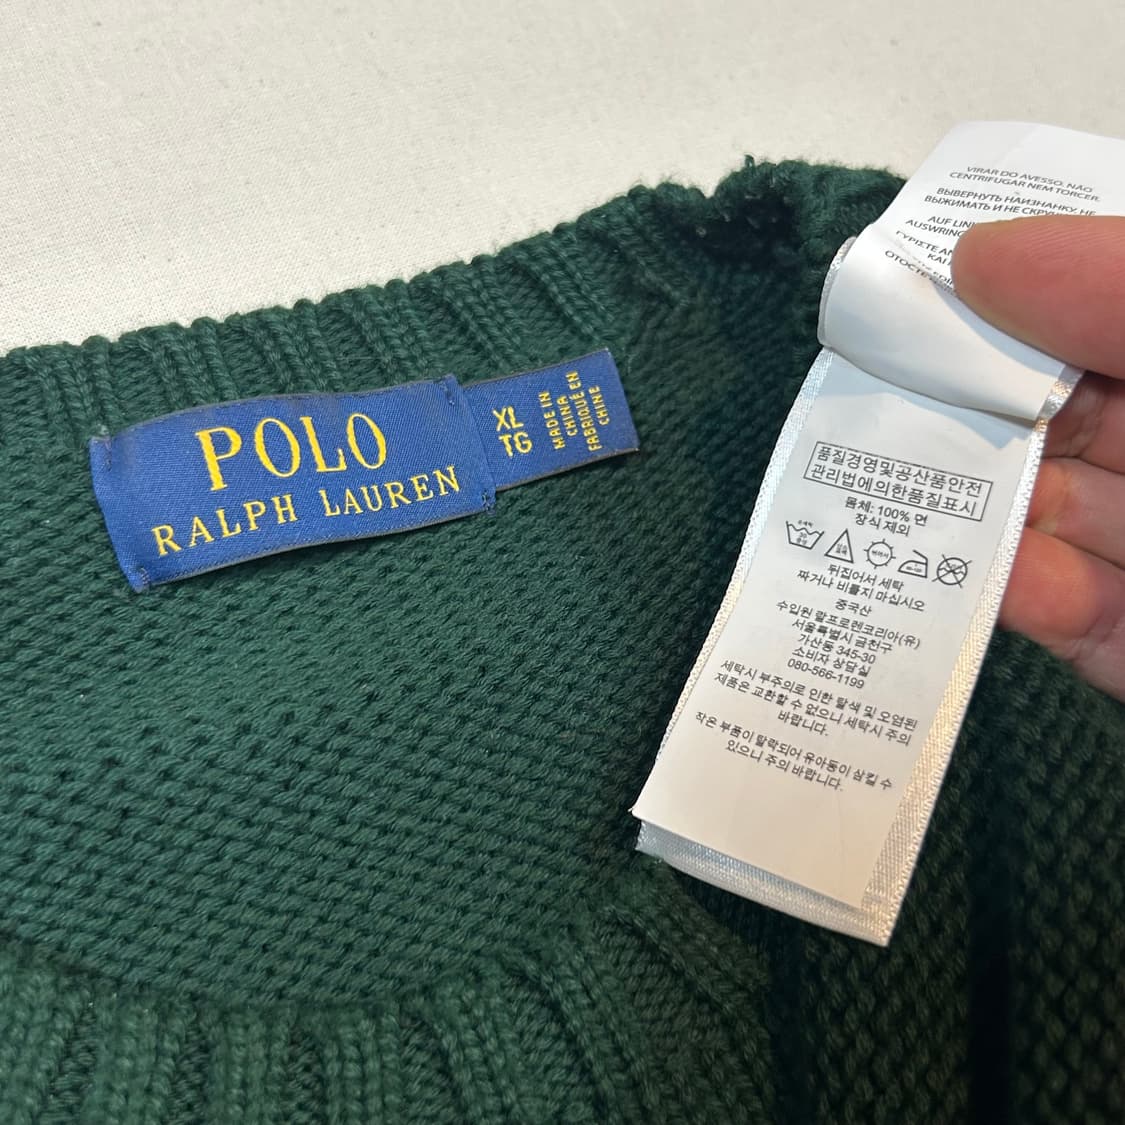 POLO
RALPH LAUREN
XL
TG
MADE IN
CHINA
FABRIQUÉ EN
CHINE
VIRAR DO AVESSO. NÃO
CENTRIFUGAR NEM TORCER.
ВЫВЕРНУТЬ НАИЗНАНКУ. НЕ
ВЫЖИМАТЬ И НЕ
AUF
품질경영및공산품안전
관리법에의한품질표시
몸체: 100% 면
장식 제외
뒤집어서 세탁
짜거나 비틀지 마십시오
중국산
수입원 랄프로렌코리아(유)
서울특별시 금천구
가산동 345-30
소비자 상담실
080-566-1199
세탁시 부주의로 인한 탈색 및 오염된
제품은 교환할 수 없으니 세탁시 주의
바랍니다.
작은 부품이 탈락되어 유아동이 삼킬 수
있으니 주의 바랍니다.